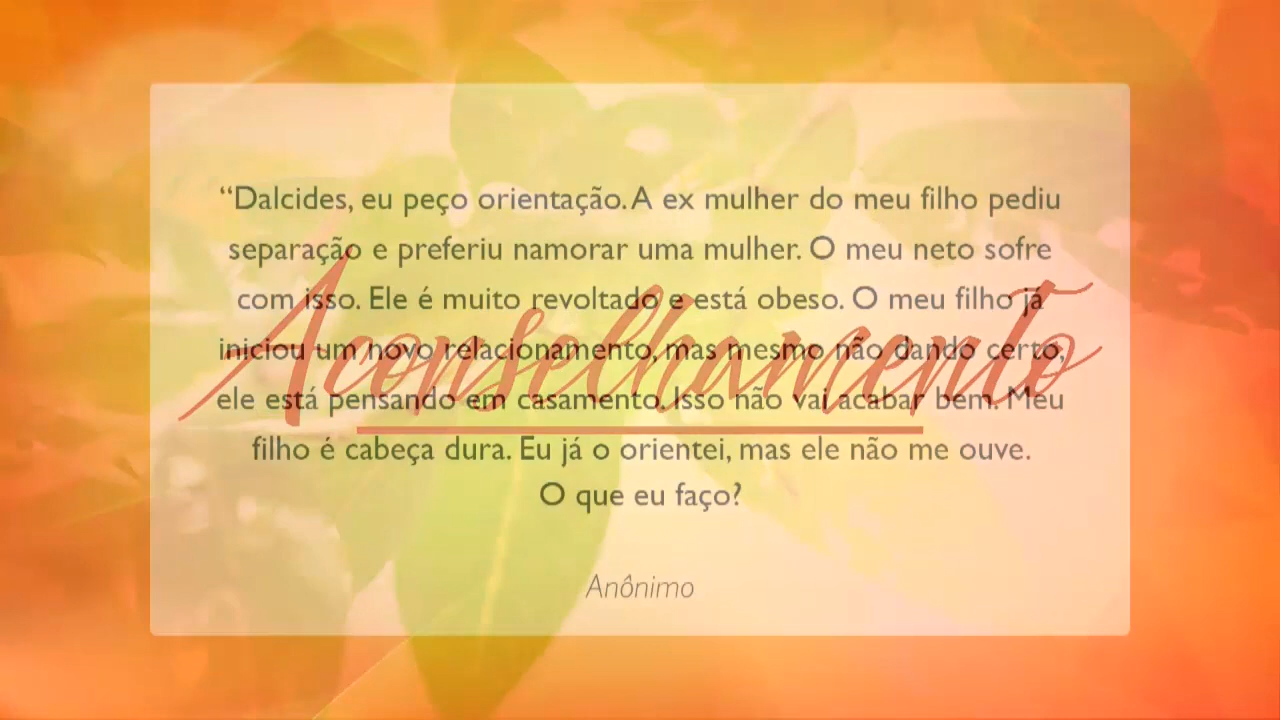 “Dalcides, eu peço orientação. A ex mulher do meu filho pediu
separação e preferiu namorar uma mulher. O meu neto sofre
com isso. Ele é muito revoltado e está obeso. O meu filho já
iniciou um novo relacionamento, mas mesmo não dando certo,
ele está pensando em casamento. Isso não vai acabar bem. Meu
filho é cabeça dura. Eu já o orientei, mas ele não me ouve.
O que eu faço?
Anônimo
Aconselhamento